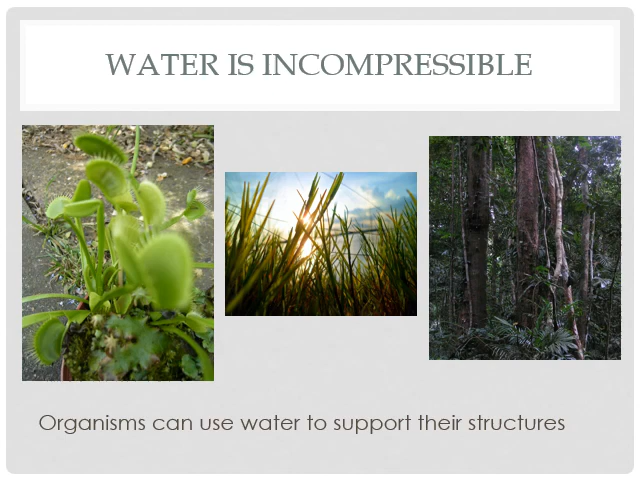 WATER IS INCOMPRESSIBLE
Organisms can use water to support their structures